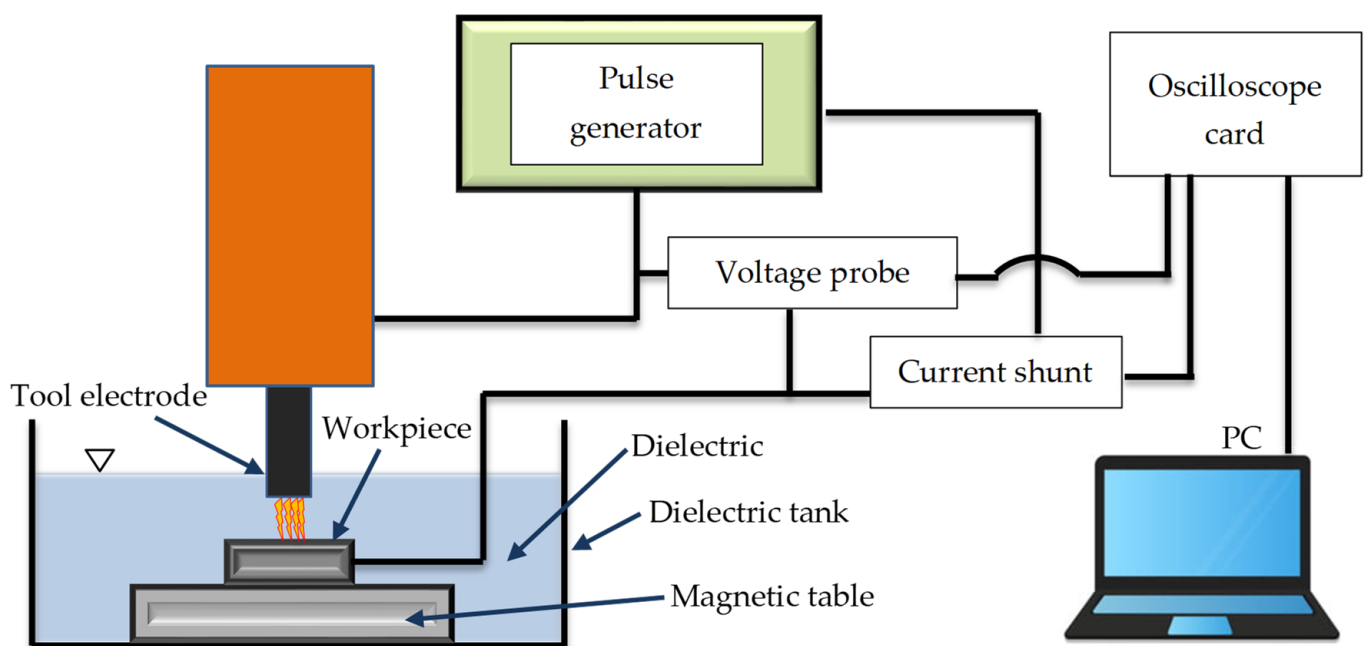 Pulse
generator
Oscilloscope
card
Voltage probe
Current shunt
Tool electrode
Workpiece
Dielectric
PC
Dielectric tank
Magnetic table